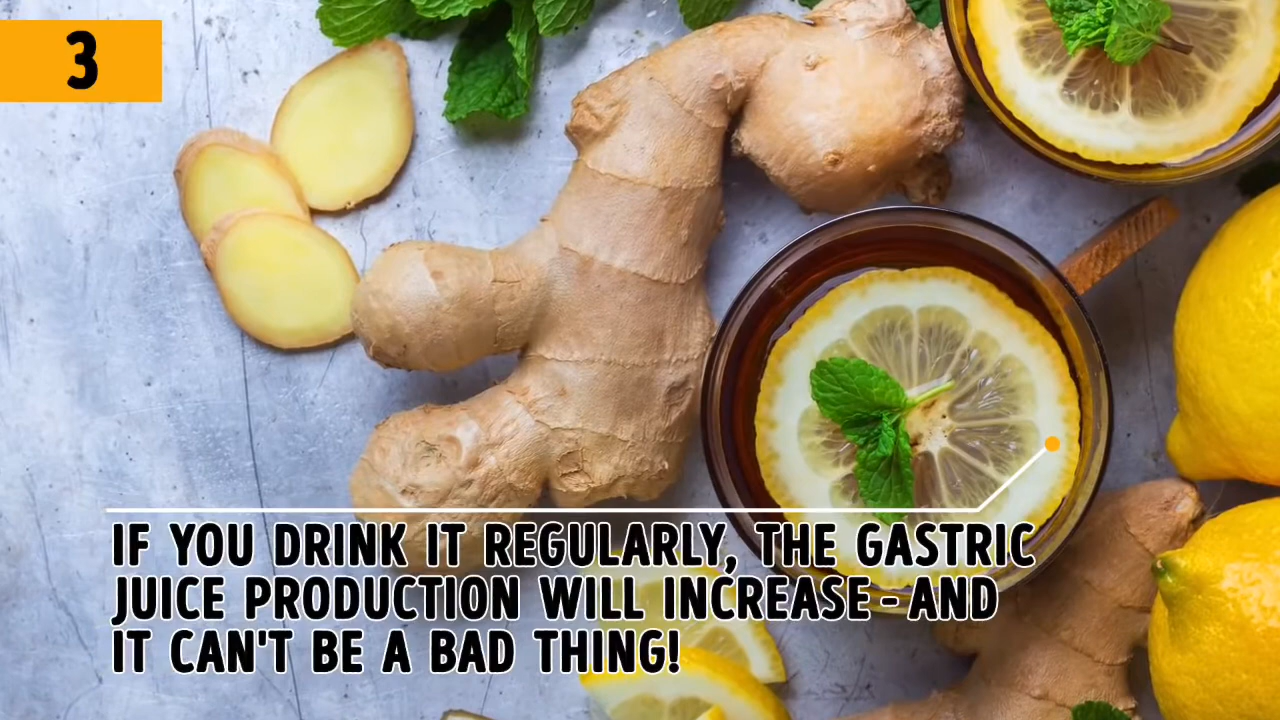 3
IF YOU DRINK IT REGULARLY, THE GASTRIC
JUICE PRODUCTION WILL INCREASE - AND
IT CAN'T BE A BAD THING!